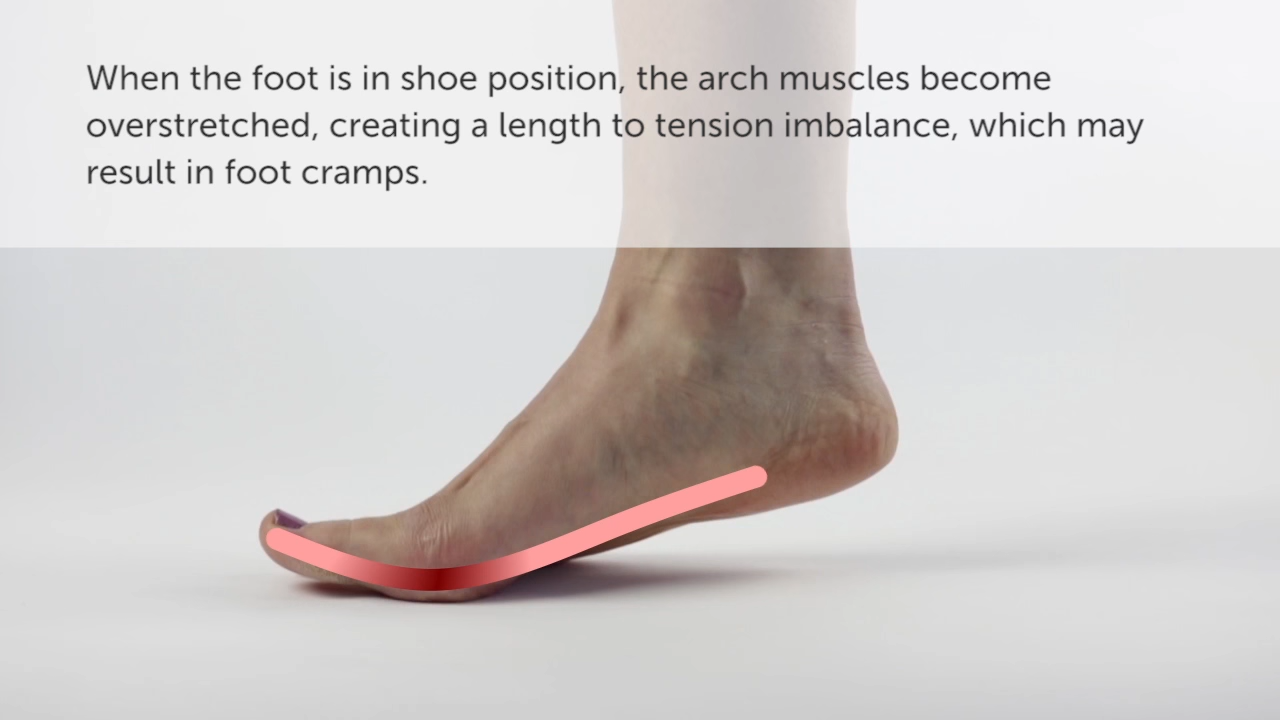 When the foot is in shoe position, the arch muscles become
overstretched, creating a length to tension imbalance, which may
result in foot cramps.